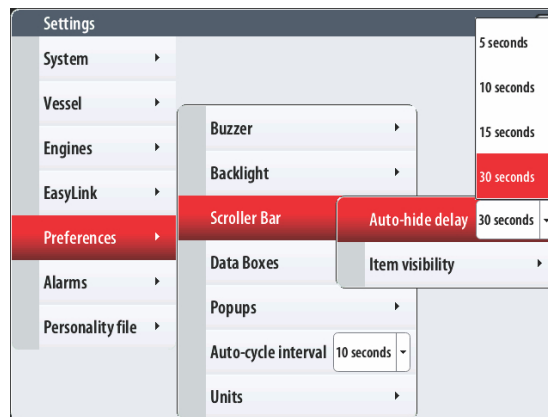 Settings
System
Vessel
Engines
EasyLink
Preferences
Alarms
Personality file
Buzzer
Backlight
Scroller Bar
Data Boxes
Popups
Auto-cycle interval 10 seconds
Units
Auto-hide delay 30 seconds
Item visibility
5 seconds
10 seconds
15 seconds
30 seconds